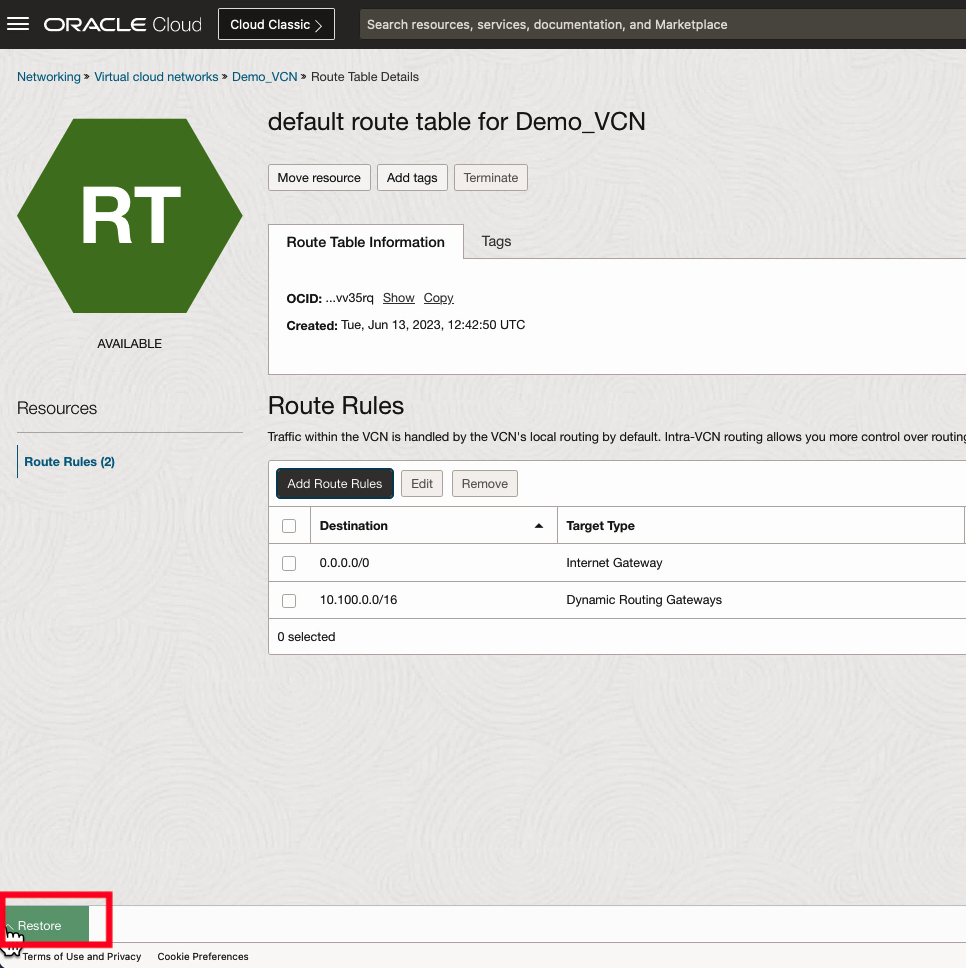 ORACLE Cloud
Cloud Classic
Search resources, services, documentation, and Marketplace
Networking » Virtual cloud networks » Demo_VCN » Route Table Details
RT
AVAILABLE
default route table for Demo_VCN
Move resource
Add tags
Terminate
Route Table Information
Tags
OCID: ...vv35rq Show Copy
Created: Tue, Jun 13, 2023, 12:42:50 UTC
Resources
Route Rules (2)
Route Rules
Traffic within the VCN is handled by the VCN's local routing by default. Intra-VCN routing allows you more control over routing
Add Route Rules
Edit
Remove
Destination Target Type
0.0.0.0/0 Internet Gateway
10.100.0.0/16 Dynamic Routing Gateways
0 selected
Restore
Terms of Use and Privacy Cookie Preferences